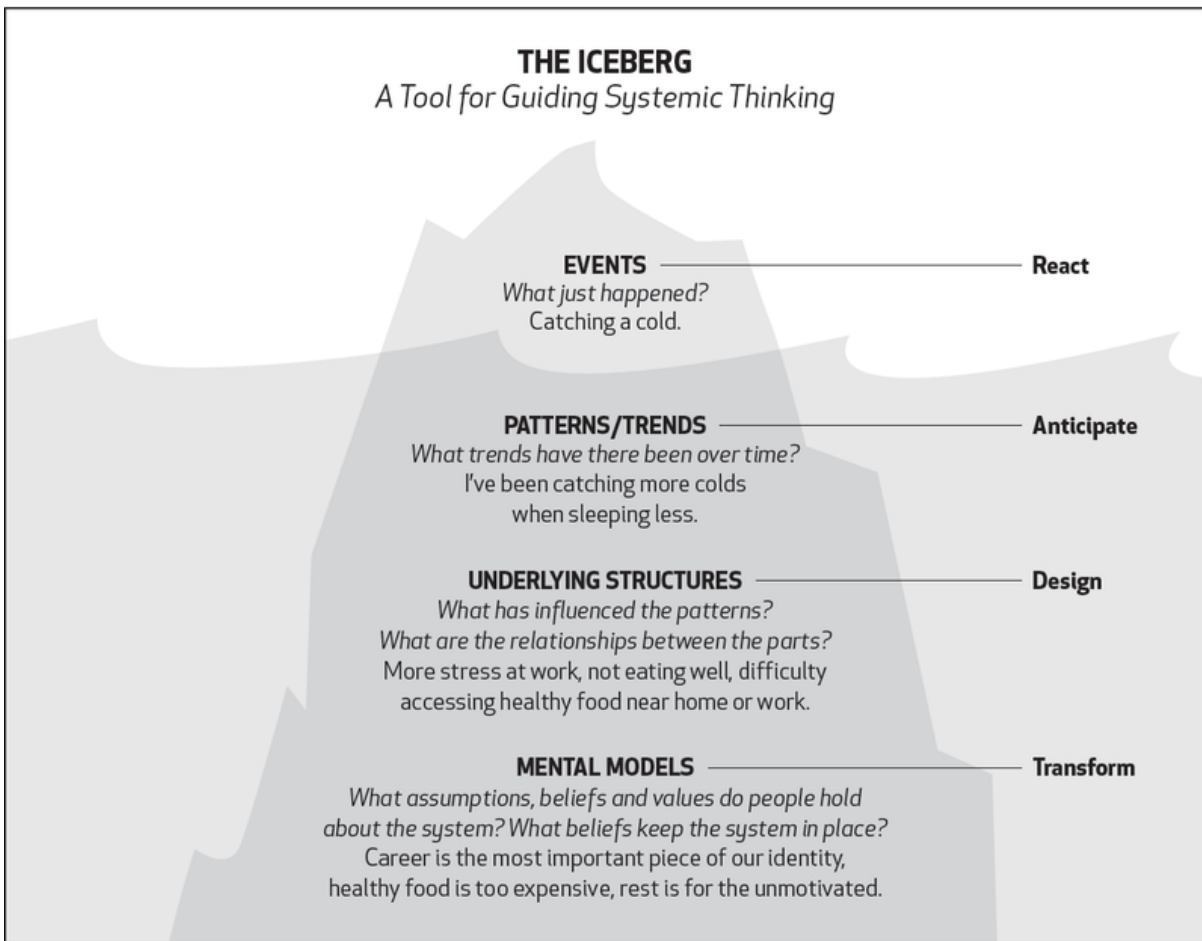 THE ICEBERG
A Tool for Guiding Systemic Thinking
EVENTS React
What just happened?
Catching a cold.
PATTERNS/TRENDS Anticipate
What trends have there been over time?
I've been catching more colds
when sleeping less.
UNDERLYING STRUCTURES Design
What has influenced the patterns?
What are the relationships between the parts?
More stress at work, not eating well, difficulty
accessing healthy food near home or work.
MENTAL MODELS Transform
What assumptions, beliefs and values do people hold
about the system? What beliefs keep the system in place?
Career is the most important piece of our identity,
healthy food is too expensive, rest is for the unmotivated.